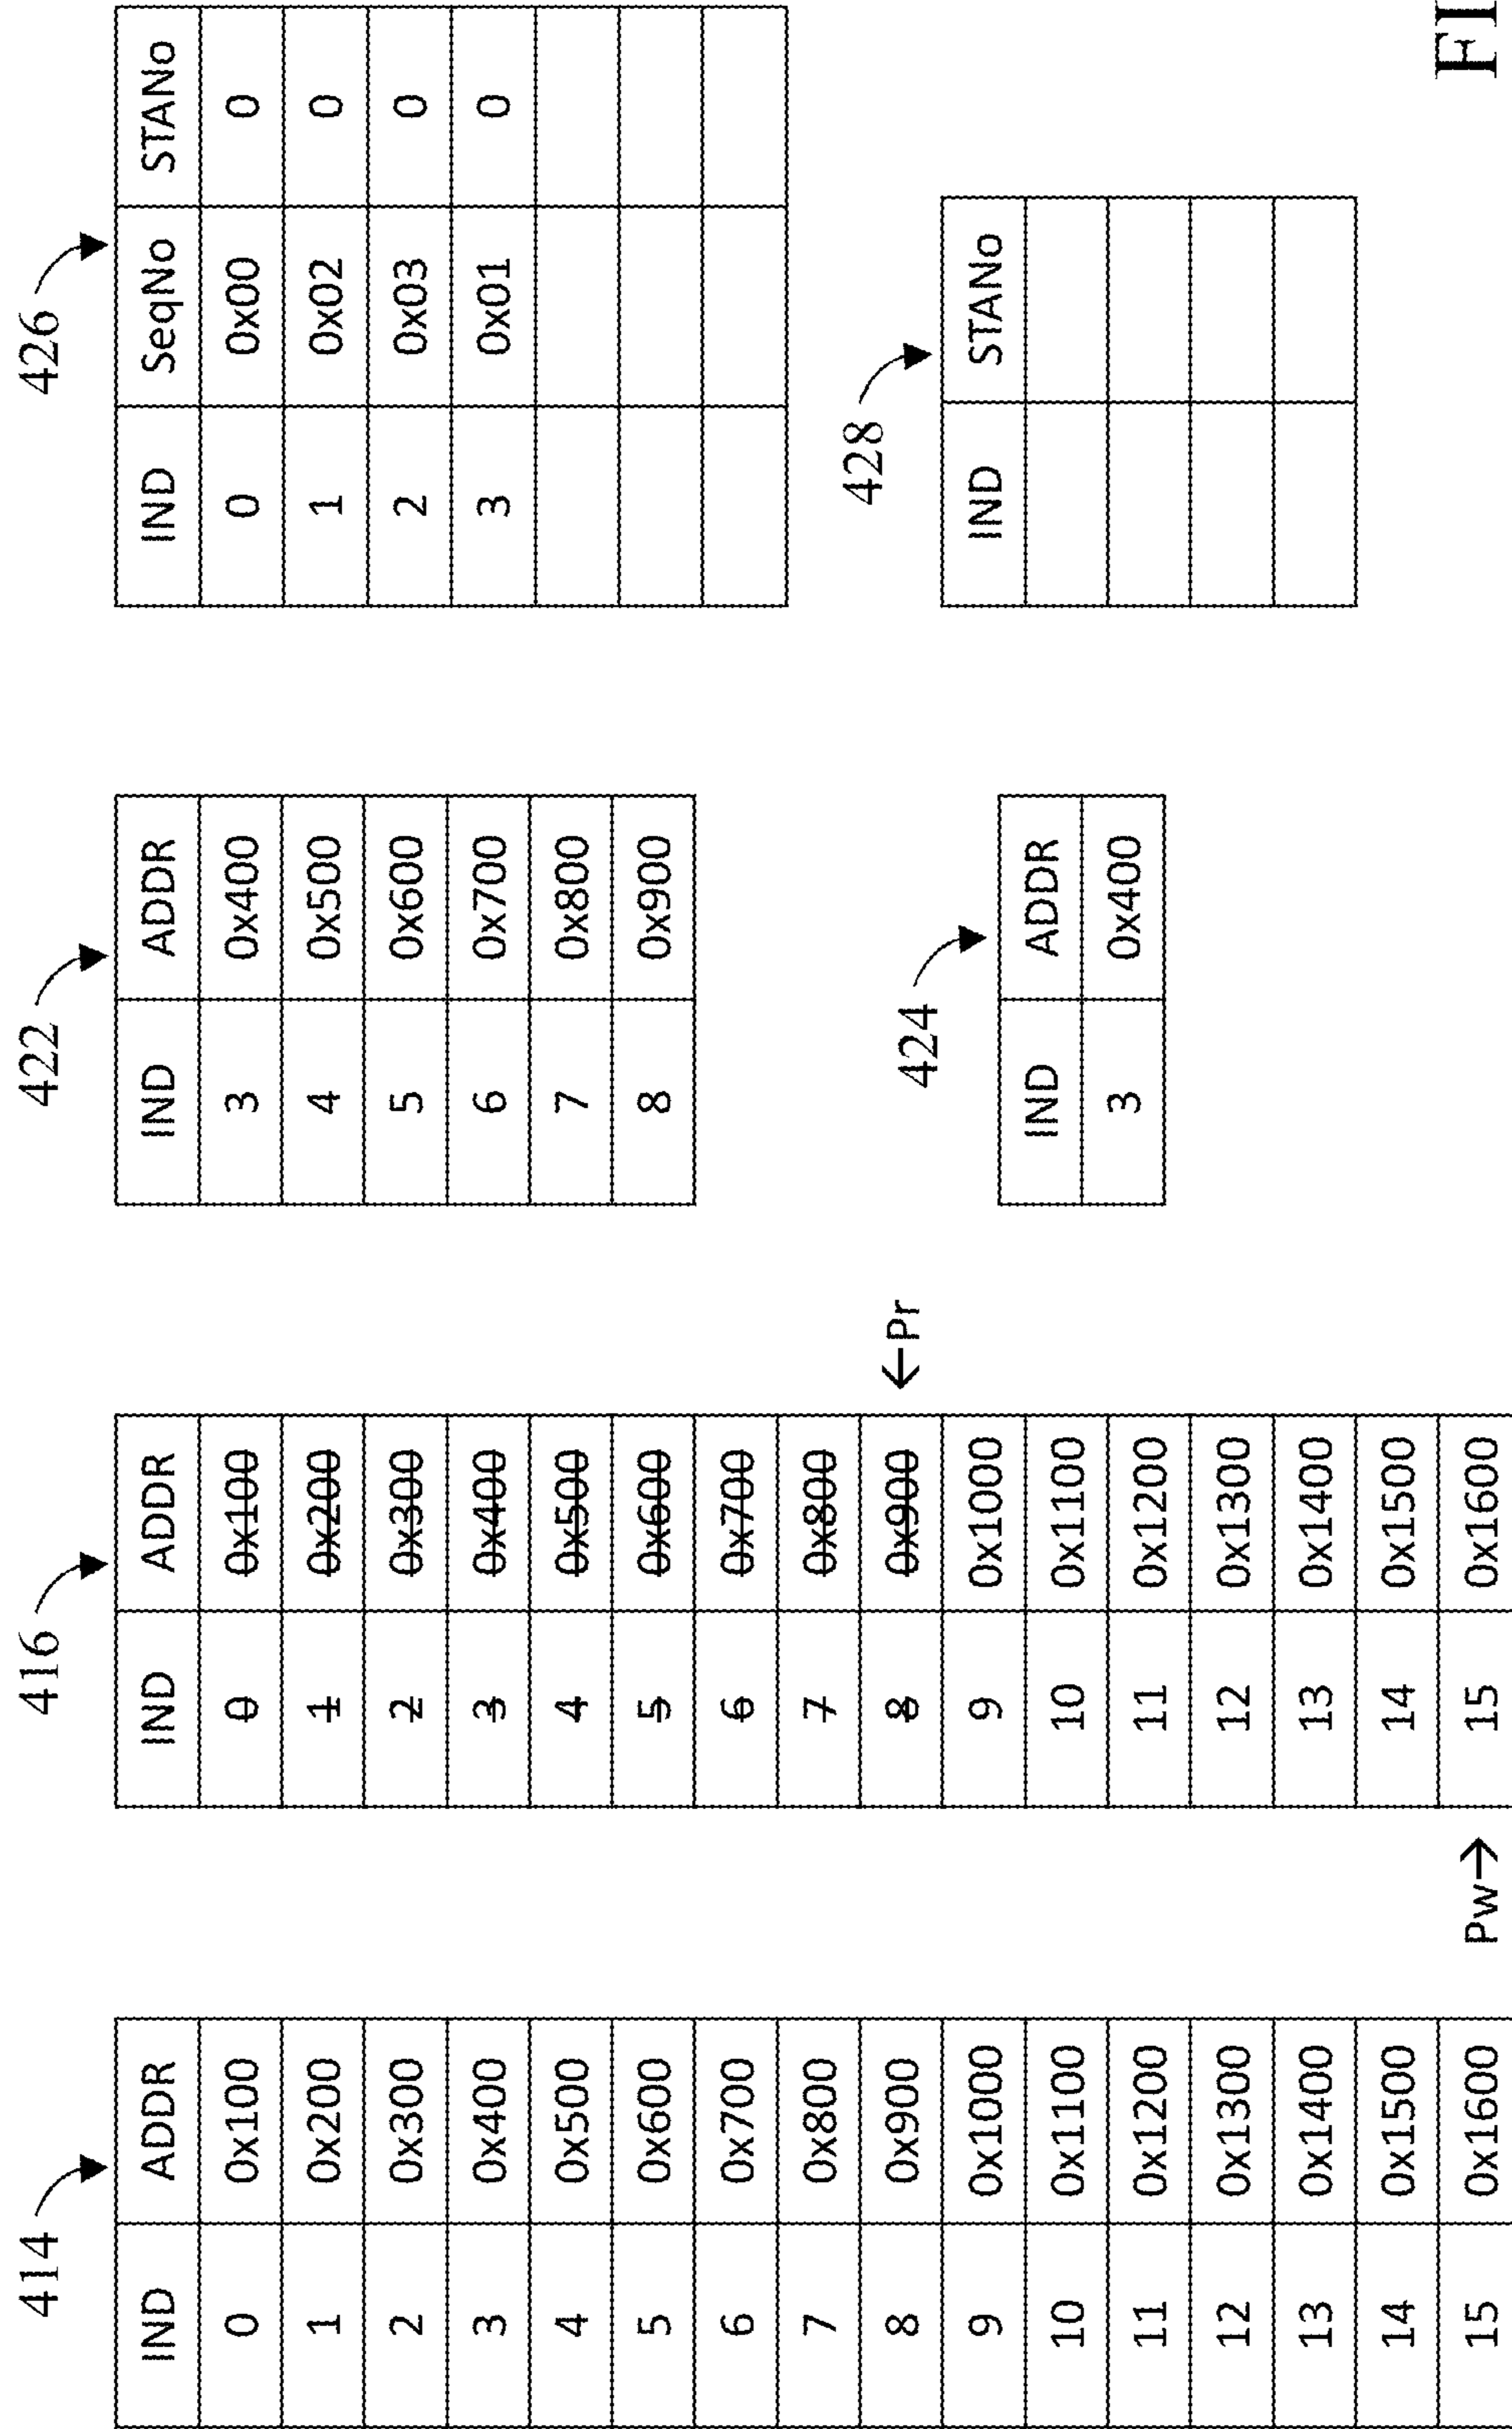 414
IND ADDR
0 0x100
1 0x200
2 0x300
3 0x400
4 0x500
5 0x600
6 0x700
7 0x800
8 0x900
9 0x1000
10 0x1100
11 0x1200
12 0x1300
13 0x1400
14 0x1500
15 0x1600
416
IND ADDR
0 0x100
1 0x200
2 0x300
3 0x400
4 0x500
5 0x600
6 0x700
7 0x800
8 0x900 ←Pr
9 0x1000
10 0x1100
11 0x1200
12 0x1300
13 0x1400
14 0x1500
Pw→ 15 0x1600
422
IND ADDR
3 0x400
4 0x500
5 0x600
6 0x700
7 0x800
8 0x900
424
IND ADDR
3 0x400
426
IND SeqNo STANo
0 0x00 0
1 0x02 0
2 0x03 0
3 0x01 0
428
IND STANo
FI